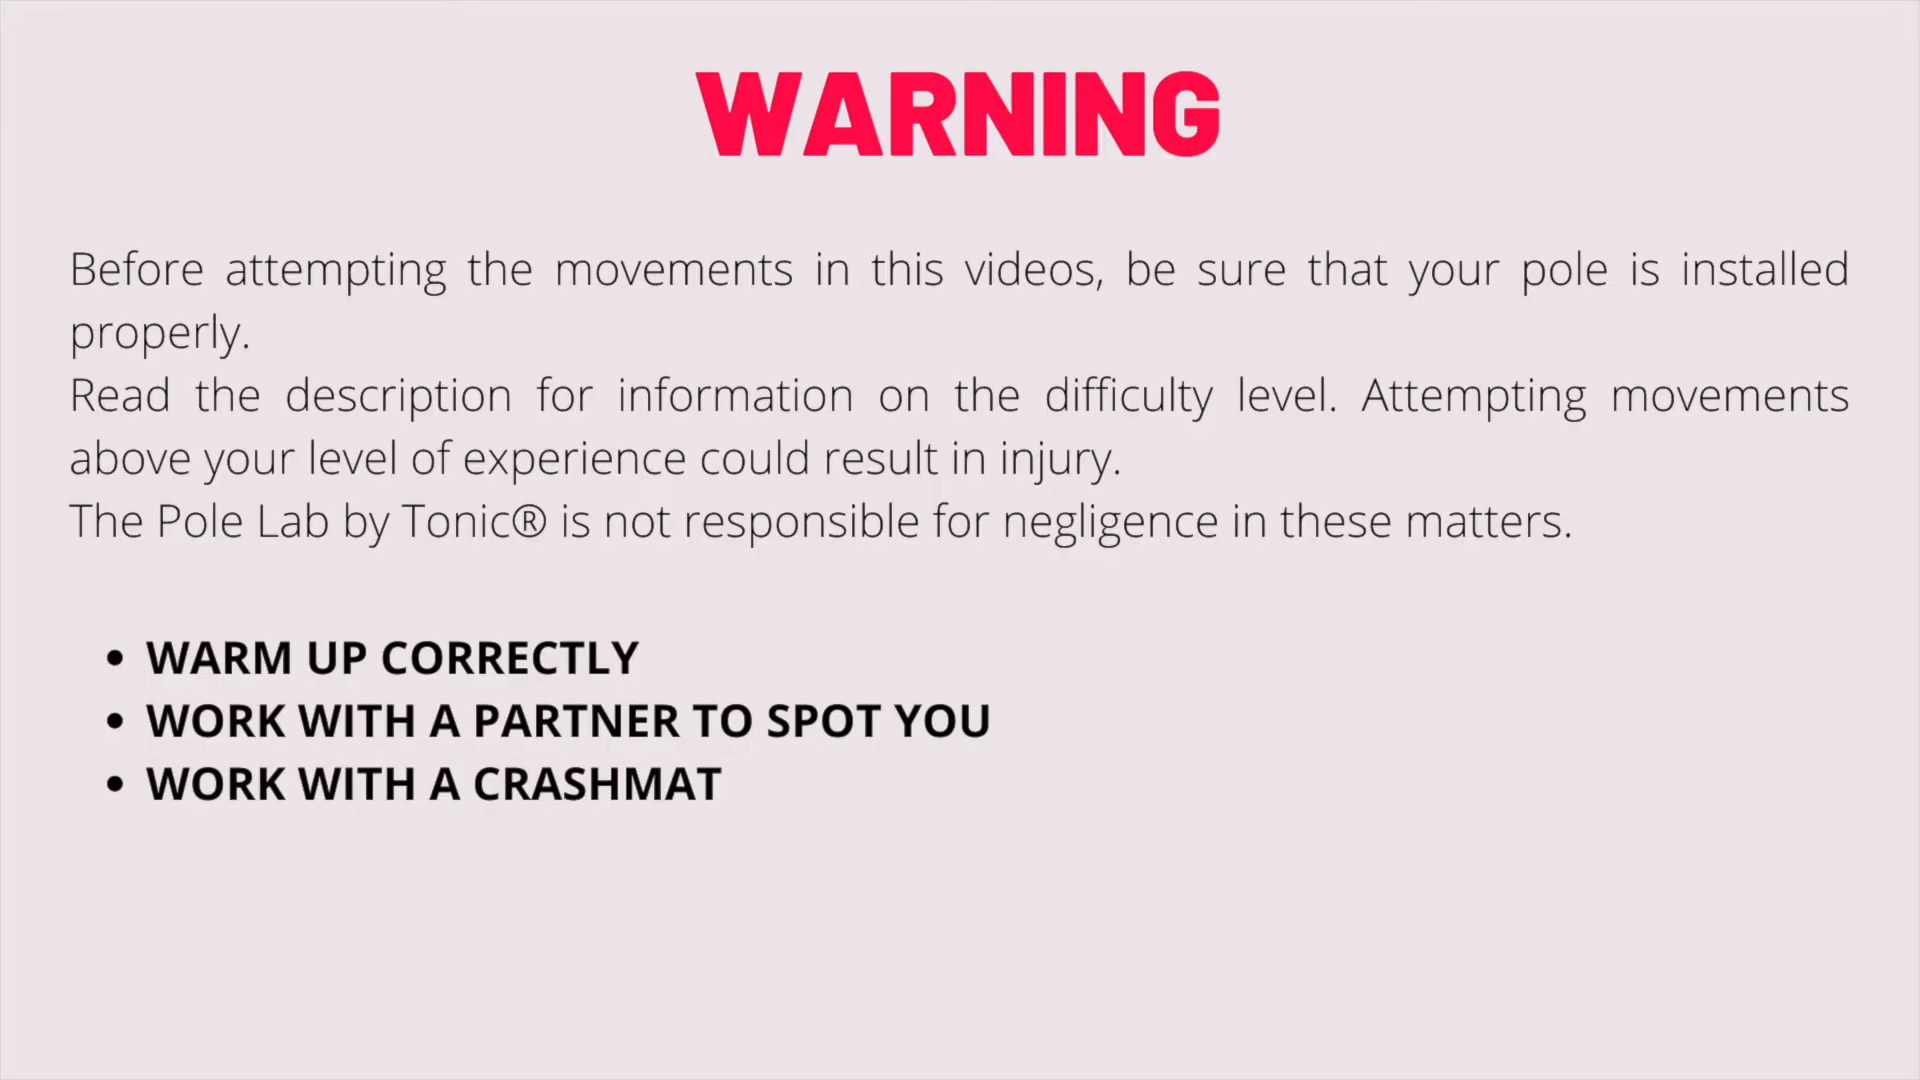 WARNING
Before attempting the movements in this videos, be sure that your pole is installed
properly.
Read the description for information on the difficulty level. Attempting movements
above your level of experience could result in injury.
The Pole Lab by Tonic® is not responsible for negligence in these matters.
• WARM UP CORRECTLY
• WORK WITH A PARTNER TO SPOT YOU
• WORK WITH A CRASHMAT